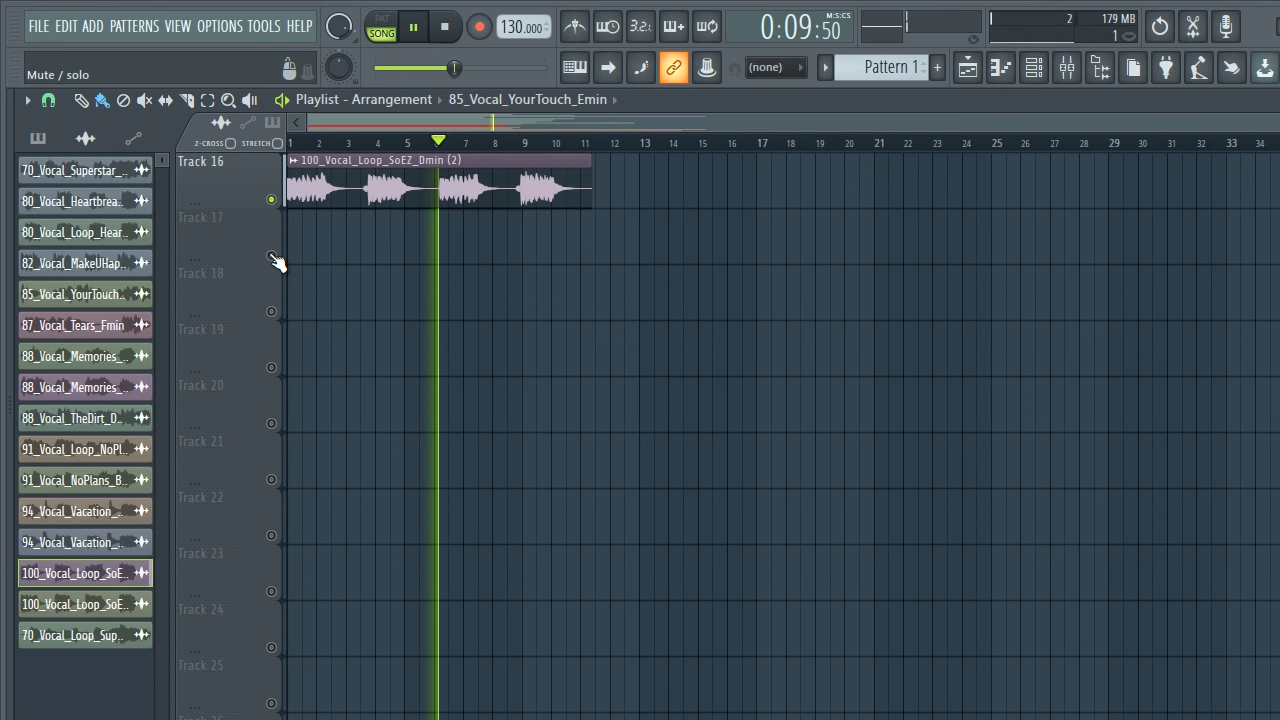 FILE EDIT ADD PATTERNS VIEW OPTIONS TOOLS HELP
PAT
SONG
130.000
3.2.:
0:09:50
M:S:CS
2
179 MB
1
Mute / solo
(none)
Pattern 1
Playlist - Arrangement › 85_Vocal_YourTouch_Emin ›
Z-CROSS
STRETCH
1 2 3 4 5 6 7 8 9 10 11 12 13 14 15 16 17 18 19 20 21 22 23 24 25 26 27 28 29 30 31 32 33 34
70_Vocal_Superstar_..
80_Vocal_Heartbrea..
80_Vocal_Loop_Hear..
82_Vocal_MakeUHap..
85_Vocal_YourTouch..
87_Vocal_Tears_Fmin
88_Vocal_Memories_..
88_Vocal_Memories_..
88_Vocal_TheDirt_D..
91_Vocal_Loop_NoPl..
91_Vocal_NoPlans_B..
94_Vocal_Vacation_..
94_Vocal_Vacation_..
100_Vocal_Loop_SoE..
100_Vocal_Loop_SoE..
70_Vocal_Loop_Sup..
Track 16
100_Vocal_Loop_SoEZ_Dmin (2)
Track 17
Track 18
Track 19
Track 20
Track 21
Track 22
Track 23
Track 24
Track 25